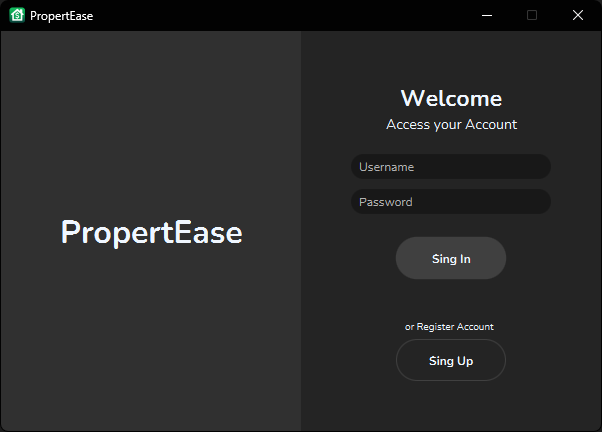 PropertEase
PropertEase
Welcome
Access your Account
Username
Password
Sing In
or Register Account
Sing Up